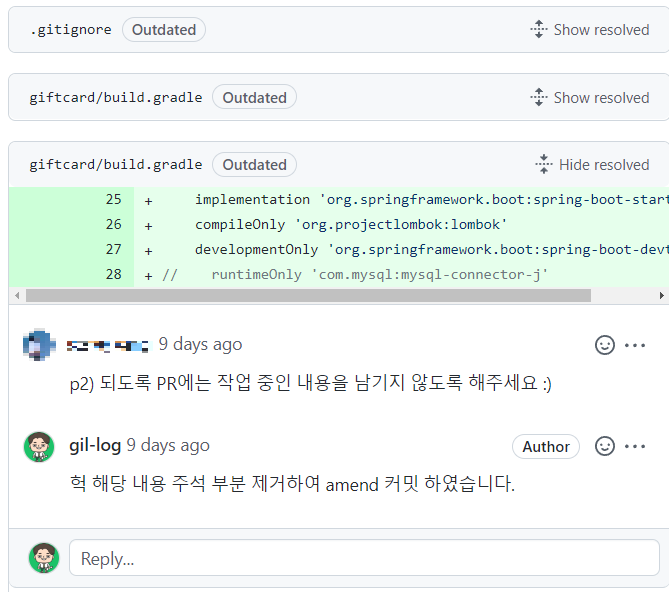 .gitignore Outdated Show resolved
giftcard/build.gradle Outdated Show resolved
giftcard/build.gradle Outdated Hide resolved
25 + implementation 'org.springframework.boot:spring-boot-start
26 + compileOnly 'org.projectlombok:lombok'
27 + developmentOnly 'org.springframework.boot:spring-boot-devt
28 + // runtimeOnly 'com.mysql:mysql-connector-j'
9 days ago
p2) 되도록 PR에는 작업 중인 내용을 남기지 않도록 해주세요 :)
gil-log 9 days ago Author
헉 해당 내용 주석 부분 제거하여 amend 커밋 하였습니다.
Reply...